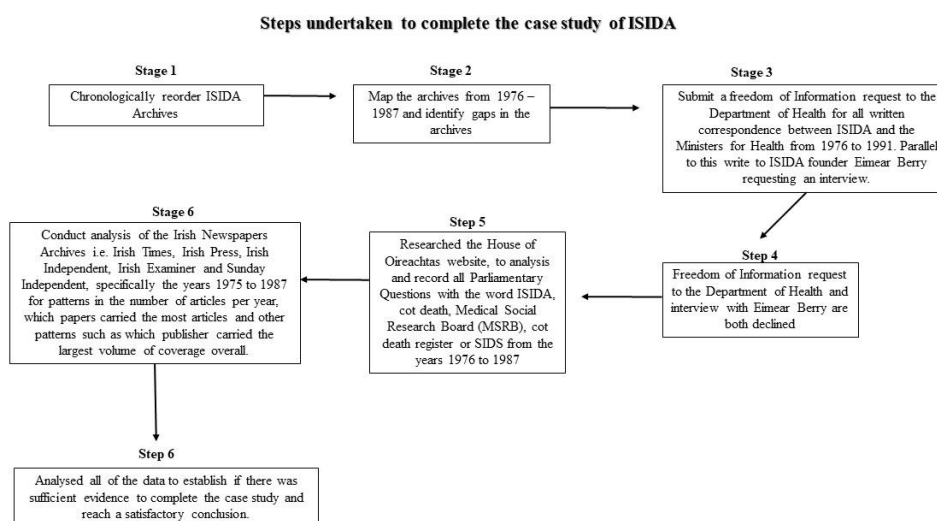 Steps undertaken to complete the case study of ISIDA
Stage 1
Chronologically reorder ISIDA
Archives
Stage 2
Map the archives from 1976 –
1987 and identify gaps in the
archives
Stage 3
Submit a freedom of Information request to the
Department of Health for all written
correspondence between ISIDA and the
Ministers for Health from 1976 to 1991. Parallel
to this write to ISIDA founder Eimear Berry
requesting an interview.
Step 4
Freedom of Information request
to the Department of Health and
interview with Eimear Berry are
both declined
Step 5
Researched the House of
Oireachtas website, to analysis
and record all Parliamentary
Questions with the word ISIDA,
cot death, Medical Social
Research Board (MSRB), cot
death register or SIDS from the
years 1976 to 1987
Stage 6
Conduct analysis of the Irish Newspapers
Archives i.e. Irish Times, Irish Press, Irish
Independent, Irish Examiner and Sunday
Independent, specifically the years 1975 to 1987
for patterns in the number of articles per year,
which papers carried the most articles and other
patterns such as which publisher carried the
largest volume of coverage overall.
Step 6
Analysed all of the data to establish if there was
sufficient evidence to complete the case study and
reach a satisfactory conclusion.